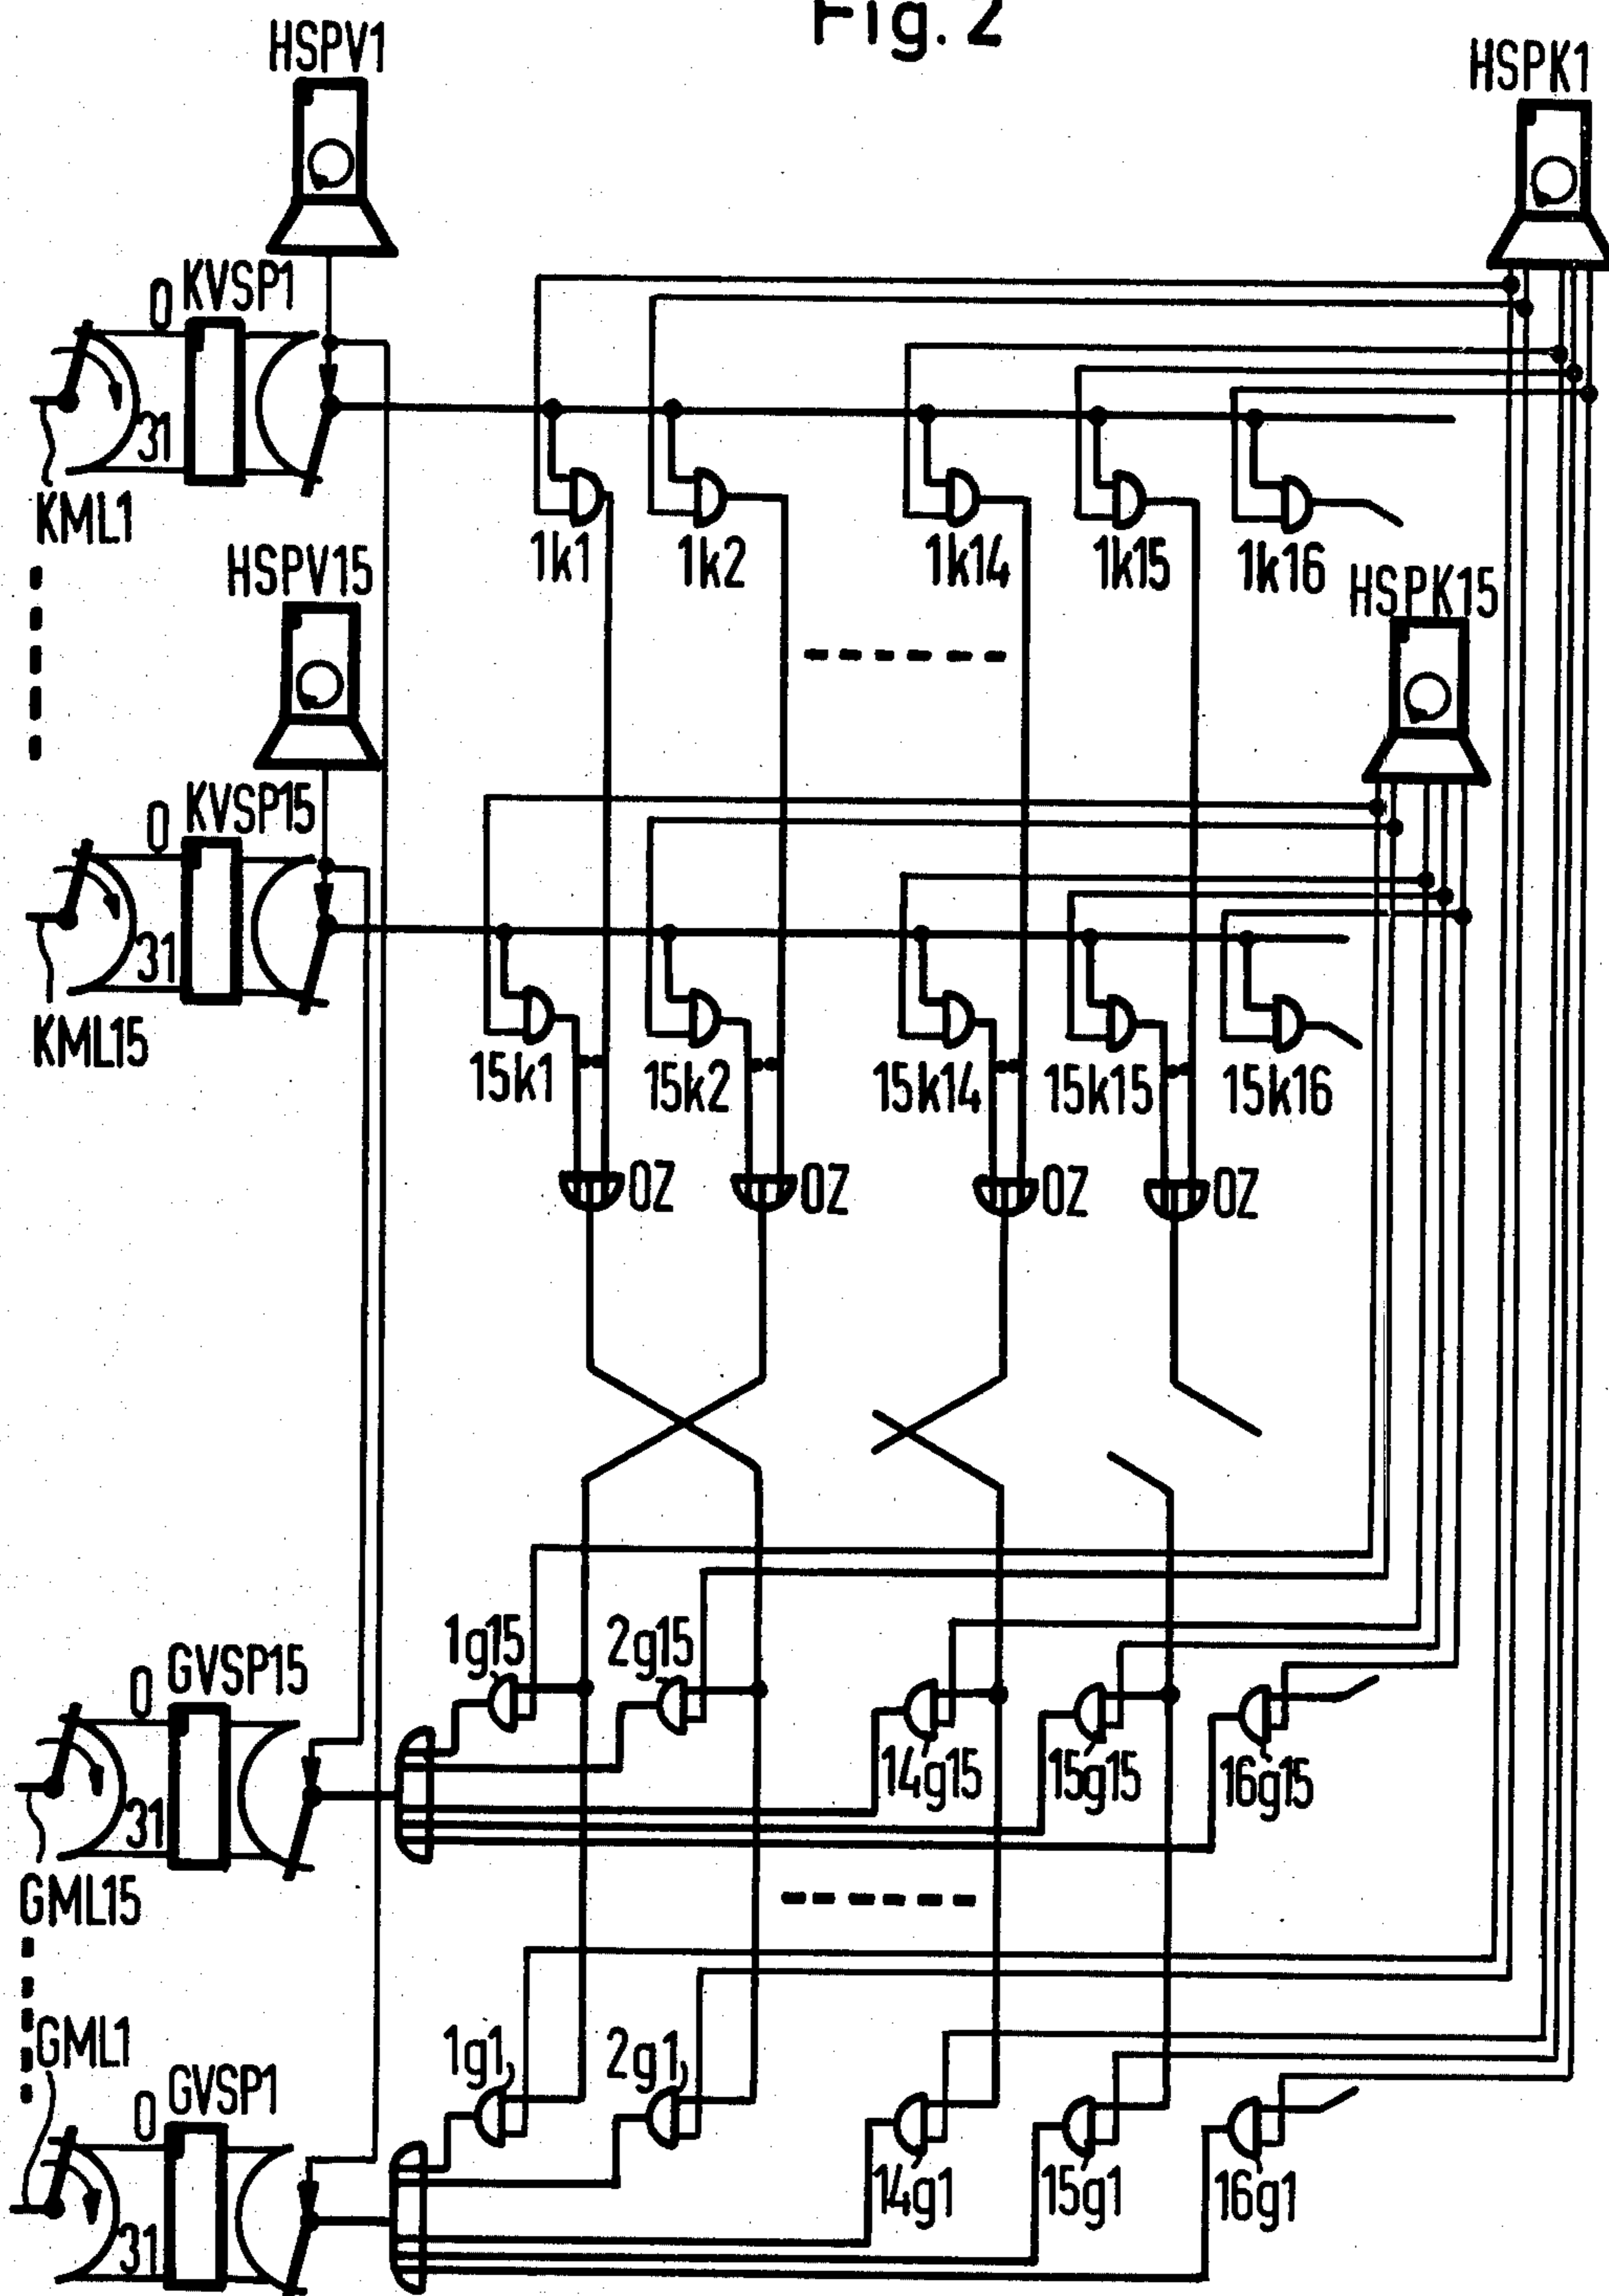 Fig. 2
HSPV1
HSPK1
0 KVSP1
31
KML1
1k1 1k2 1k14 1k15 1k16
HSPV15
HSPK15
0 KVSP15
31
KML15
15k1 15k2 15k14 15k15 15k16
OZ OZ OZ OZ
1g15 2g15
0 GVSP15
31
14g15 15g15 16g15
GML15
GML1
1g1 2g1
0 GVSP1
31
14g1 15g1 16g1